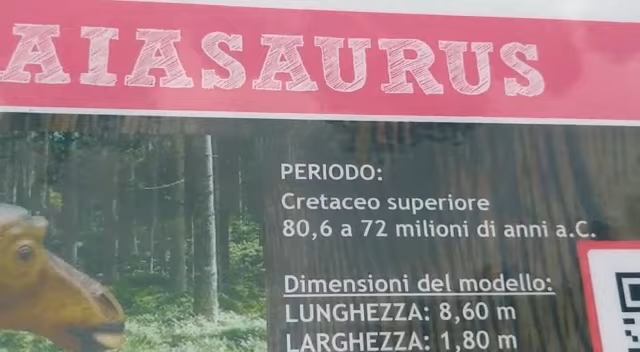 AIASAURUS
PERIODO:
Cretaceo superiore
80,6 a 72 milioni di anni a.C.
Dimensioni del modello:
LUNGHEZZA: 8,60 m
LARGHEZZA: 1,80 m